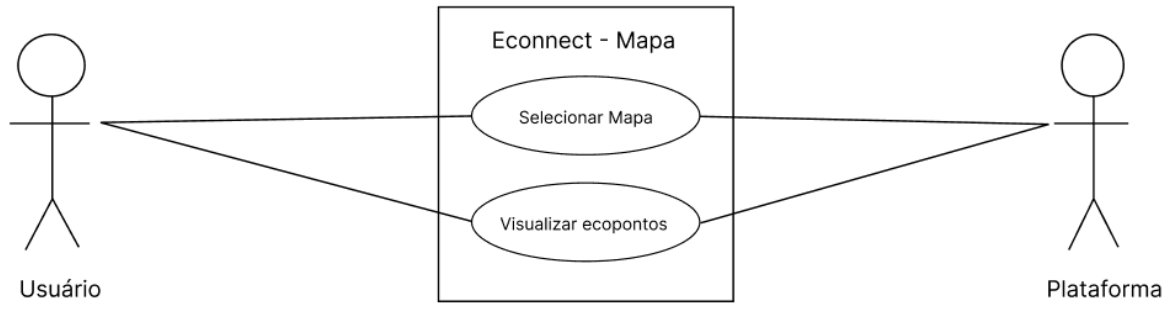 Econnect - Mapa
Selecionar Mapa
Visualizar ecopontos
Usuário
Plataforma